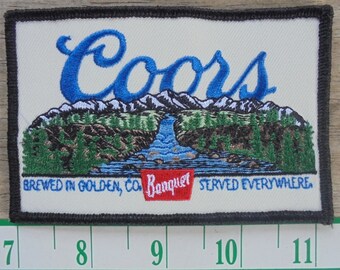 Coors
BREWED IN GOLDEN, CO. Banquet SERVED EVERYWHERE.
7 8 9 10 11